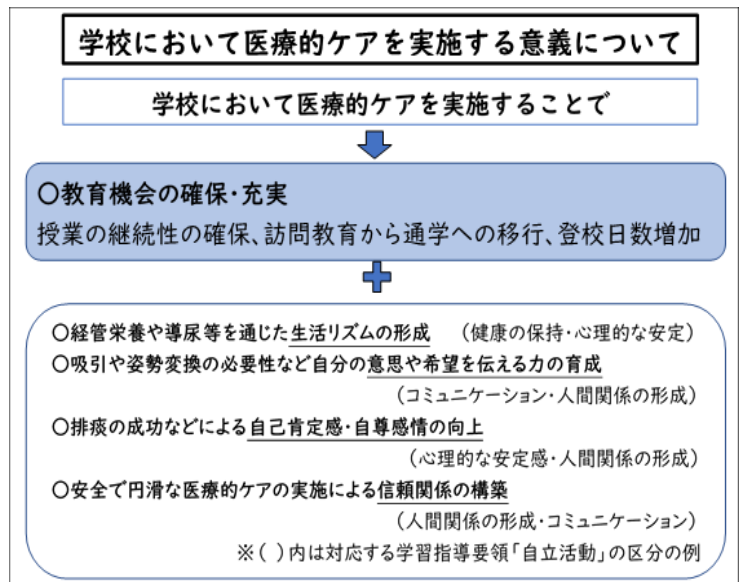 学校において医療的ケアを実施する意義について
学校において医療的ケアを実施することで
〇教育機会の確保・充実
授業の継続性の確保、訪問教育から通学への移行、登校日数増加
〇経管栄養や導尿等を通じた生活リズムの形成　（健康の保持・心理的な安定）
〇吸引や姿勢変換の必要性など自分の意思や希望を伝える力の育成
（コミュニケーション・人間関係の形成）
〇排痰の成功などによる自己肯定感・自尊感情の向上
（心理的な安定感・人間関係の形成）
〇安全で円滑な医療的ケアの実施による信頼関係の構築
（人間関係の形成・コミュニケーション）
※（ ）内は対応する学習指導要領「自立活動」の区分の例